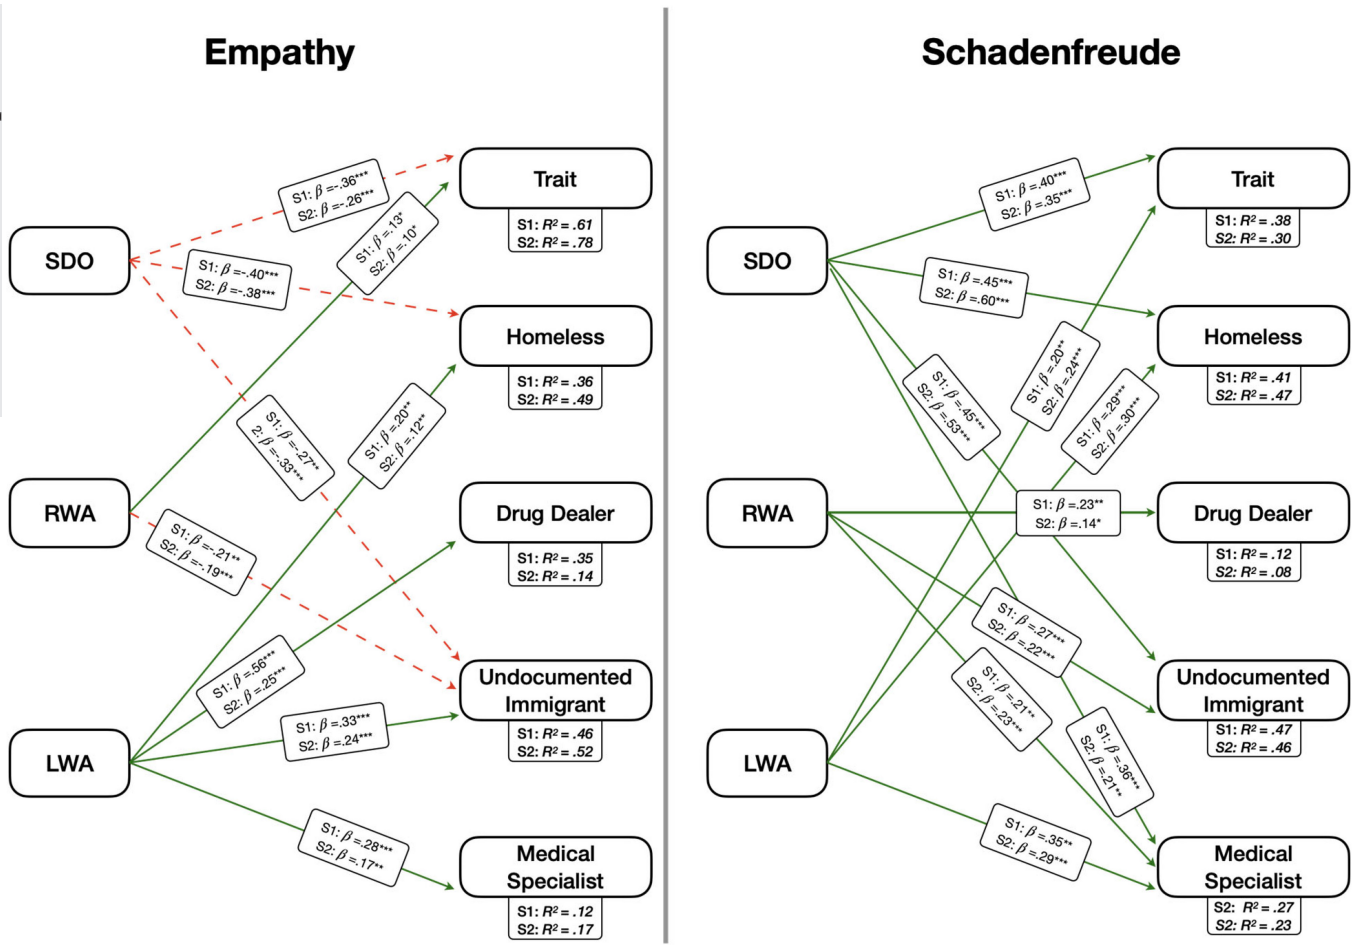 Empathy
SDO
RWA
LWA
S1: β =-.36***
S2: β =-.26***
S1: β =.13*
S2: β =.10*
S1: β =-.40***
S2: β =-.38***
S1: β =-.27**
2: β =-.33***
S1: β =.20**
S2: β =.12**
S1: β =-.21**
S2: β =-.19***
S1: β =.56***
S2: β =.25***
S1: β =.33***
S2: β =.24***
S1: β =.28***
S2: β =.17**
Trait
S1: R² = .61
S2: R² = .78
Homeless
S1: R² = .36
S2: R² = .49
Drug Dealer
S1: R² = .35
S2: R² = .14
Undocumented
Immigrant
S1: R² = .46
S2: R² = .52
Medical
Specialist
S1: R² = .12
S2: R² = .17
Schadenfreude
SDO
RWA
LWA
S1: β =.40***
S2: β =.35***
S1: β =.45***
S2: β =.60***
S1: β =.20**
S2: β =.24***
S1: β =.45***
S2: β =.53***
S1: β =.29***
S2: β =.30***
S1: β =.23**
S2: β =.14*
S1: β =.27***
S2: β =.22***
S1: β =.21**
S2: β =.23***
S1: β =.36***
S2: β =.21**
S1: β =.35**
S2: β =.29***
Trait
S1: R² = .38
S2: R² = .30
Homeless
S1: R² = .41
S2: R² = .47
Drug Dealer
S1: R² = .12
S2: R² = .08
Undocumented
Immigrant
S1: R² = .47
S2: R² = .46
Medical
Specialist
S2: R² = .27
S2: R² = .23